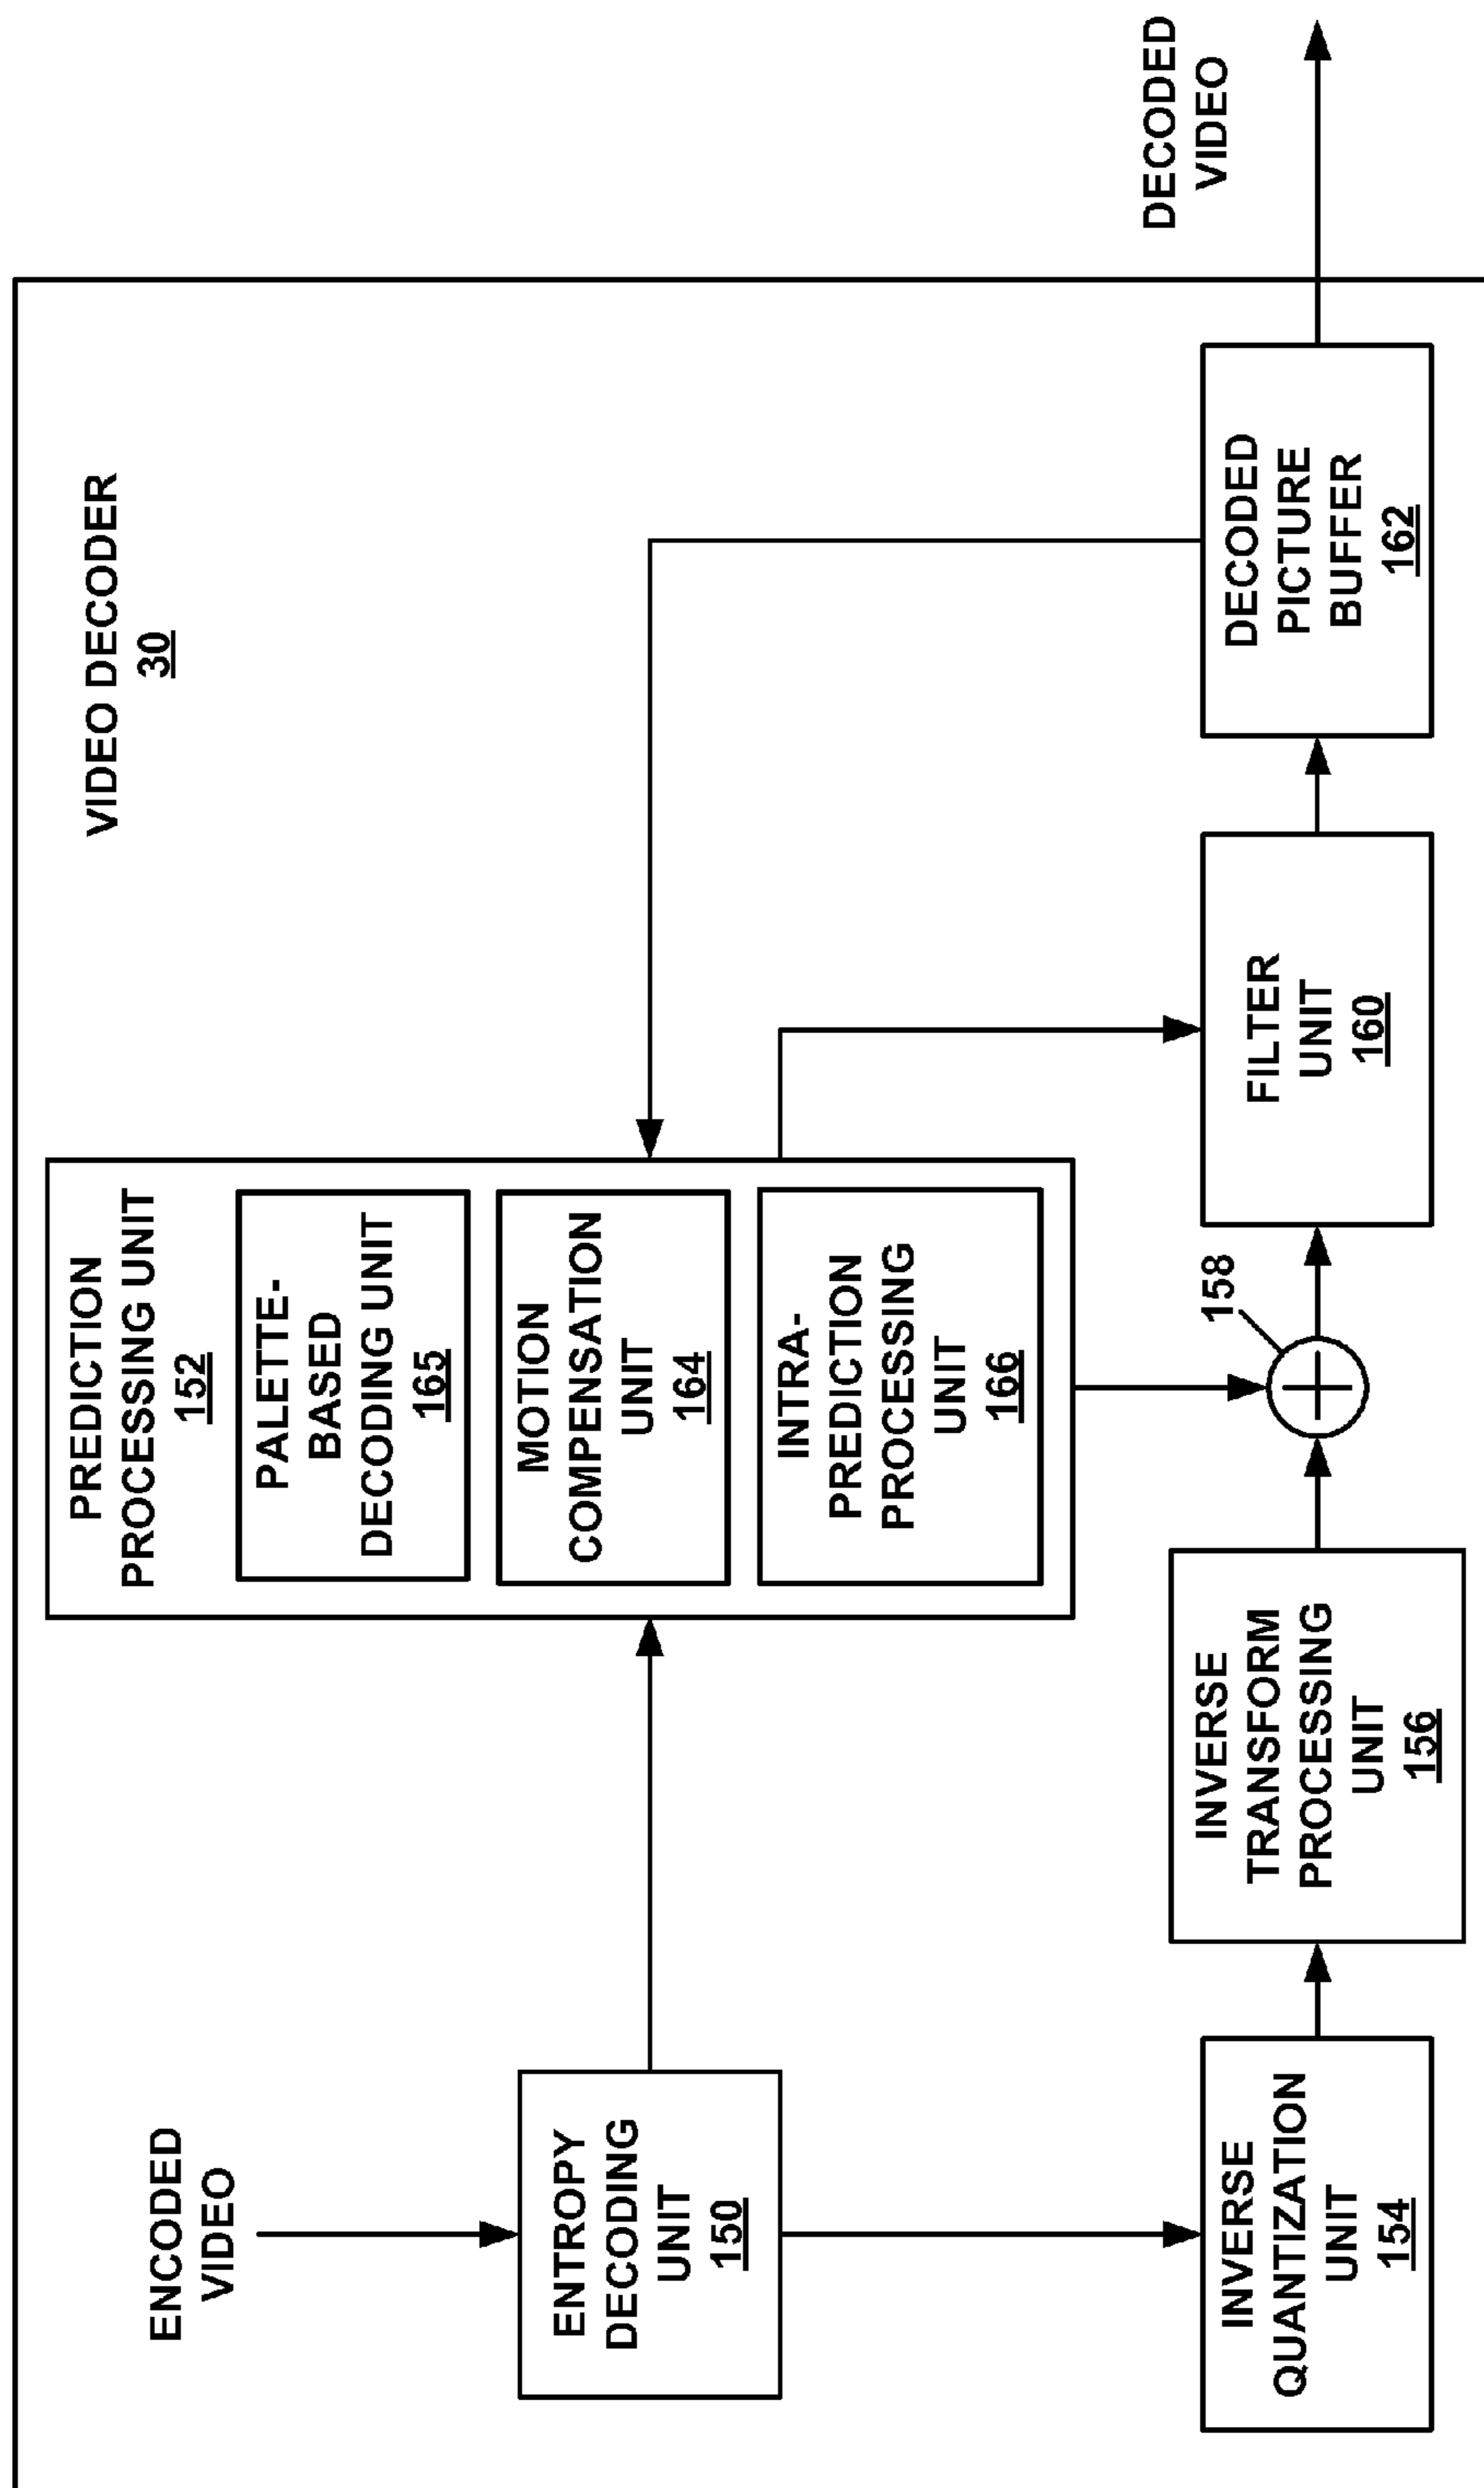 VIDEO DECODER
30
ENCODED
VIDEO
ENTROPY
DECODING
UNIT
150
PREDICTION
PROCESSING UNIT
152
PALETTE-
BASED
DECODING UNIT
165
MOTION
COMPENSATION
UNIT
164
INTRA-
PREDICTION
PROCESSING
UNIT
166
INVERSE
QUANTIZATION
UNIT
154
INVERSE
TRANSFORM
PROCESSING
UNIT
156
158
FILTER
UNIT
160
DECODED
PICTURE
BUFFER
162
DECODED
VIDEO